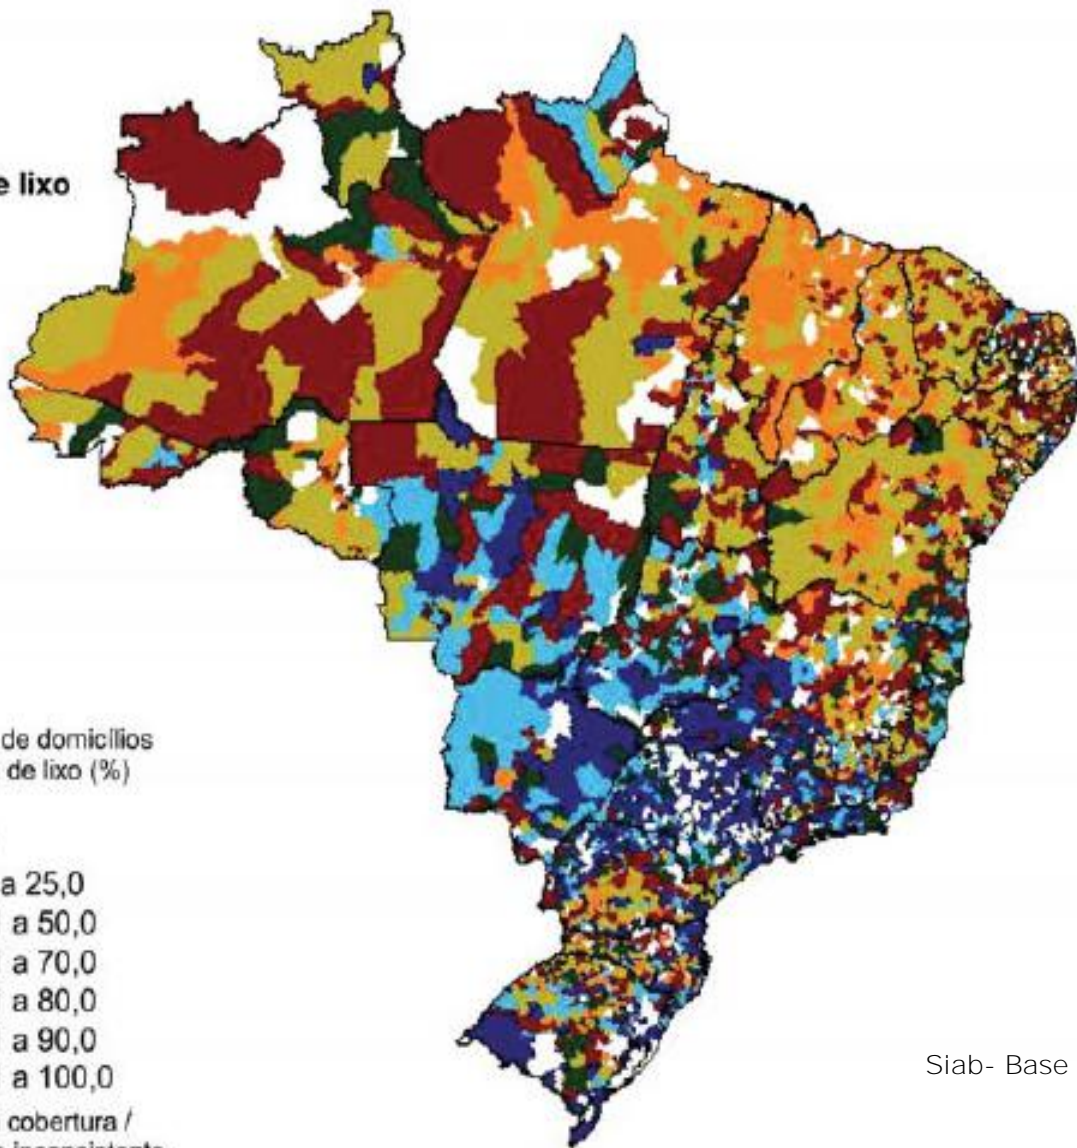 e lixo
de domicílios
de lixo (%)
a 25,0
a 50,0
a 70,0
a 80,0
a 90,0
a 100,0
cobertura /
Siab- Base